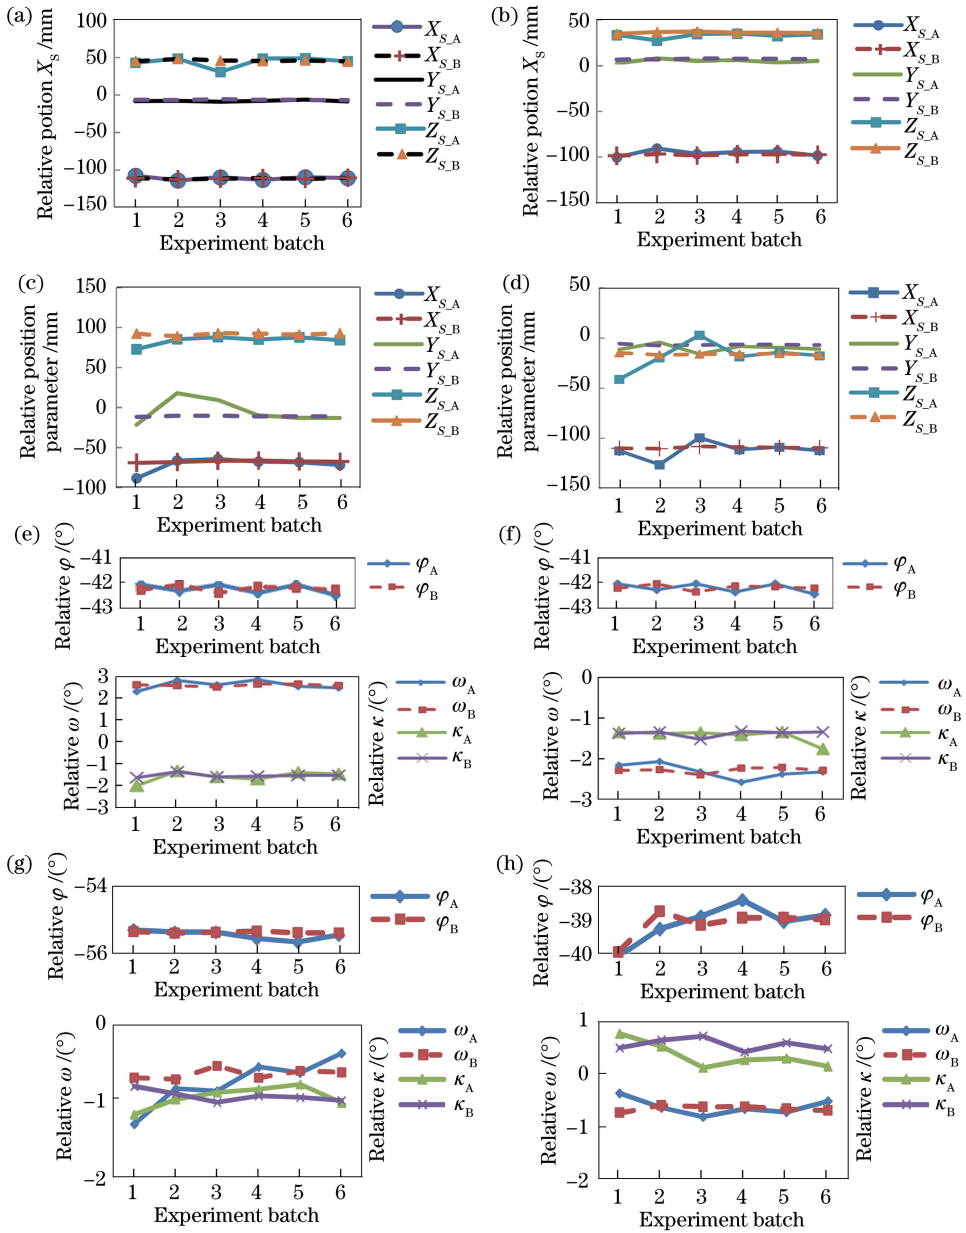 (a)
Relative potion X_S /mm
100
50
0
−50
−100
−150
1 2 3 4 5 6
Experiment batch
X_S_A
X_S_B
Y_S_A
Y_S_B
Z_S_A
Z_S_B
(b)
Relative potion X_S /mm
50
0
−50
−100
−150
1 2 3 4 5 6
Experiment batch
X_S_A
X_S_B
Y_S_A
Y_S_B
Z_S_A
Z_S_B
(c)
Relative position
parameter /mm
150
100
50
0
−50
−100
1 2 3 4 5 6
Experiment batch
X_S_A
X_S_B
Y_S_A
Y_S_B
Z_S_A
Z_S_B
(d)
Relative position
parameter /mm
50
0
−50
−100
−150
1 2 3 4 5 6
Experiment batch
X_S_A
X_S_B
Y_S_A
Y_S_B
Z_S_A
Z_S_B
(e)
Relative φ /(°)
−41
−42
−43
1 2 3 4 5 6
Experiment batch
φ_A
φ_B
Relative ω /(°)
3
2
1
0
−1
−2
−3
1 2 3 4 5 6
Experiment batch
Relative κ /(°)
ω_A
ω_B
κ_A
κ_B
(f)
Relative φ /(°)
−41
−42
−43
1 2 3 4 5 6
Experiment batch
φ_A
φ_B
Relative ω /(°)
0
−1
−2
−3
1 2 3 4 5 6
Experiment batch
Relative κ /(°)
ω_A
ω_B
κ_A
κ_B
(g)
Relative φ /(°)
−54
−56
1 2 3 4 5 6
Experiment batch
φ_A
φ_B
Relative ω /(°)
0
−1
−2
1 2 3 4 5 6
Experiment batch
Relative κ /(°)
ω_A
ω_B
κ_A
κ_B
(h)
Relative φ /(°)
−38
−39
−40
1 2 3 4 5 6
Experiment batch
φ_A
φ_B
Relative ω /(°)
1
0
−1
−2
1 2 3 4 5 6
Experiment batch
Relative κ /(°)
ω_A
ω_B
κ_A
κ_B